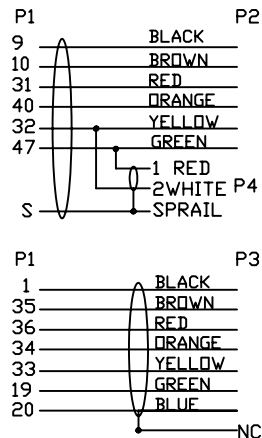 P1 P2
9 BLACK
10 BROWN
31 RED
40 ORANGE
32 YELLOW
47 GREEN
1 RED
2WHITE P4
S SPRAIL
P1 P3
1 BLACK
35 BROWN
36 RED
34 ORANGE
33 YELLOW
19 GREEN
20 BLUE
NC